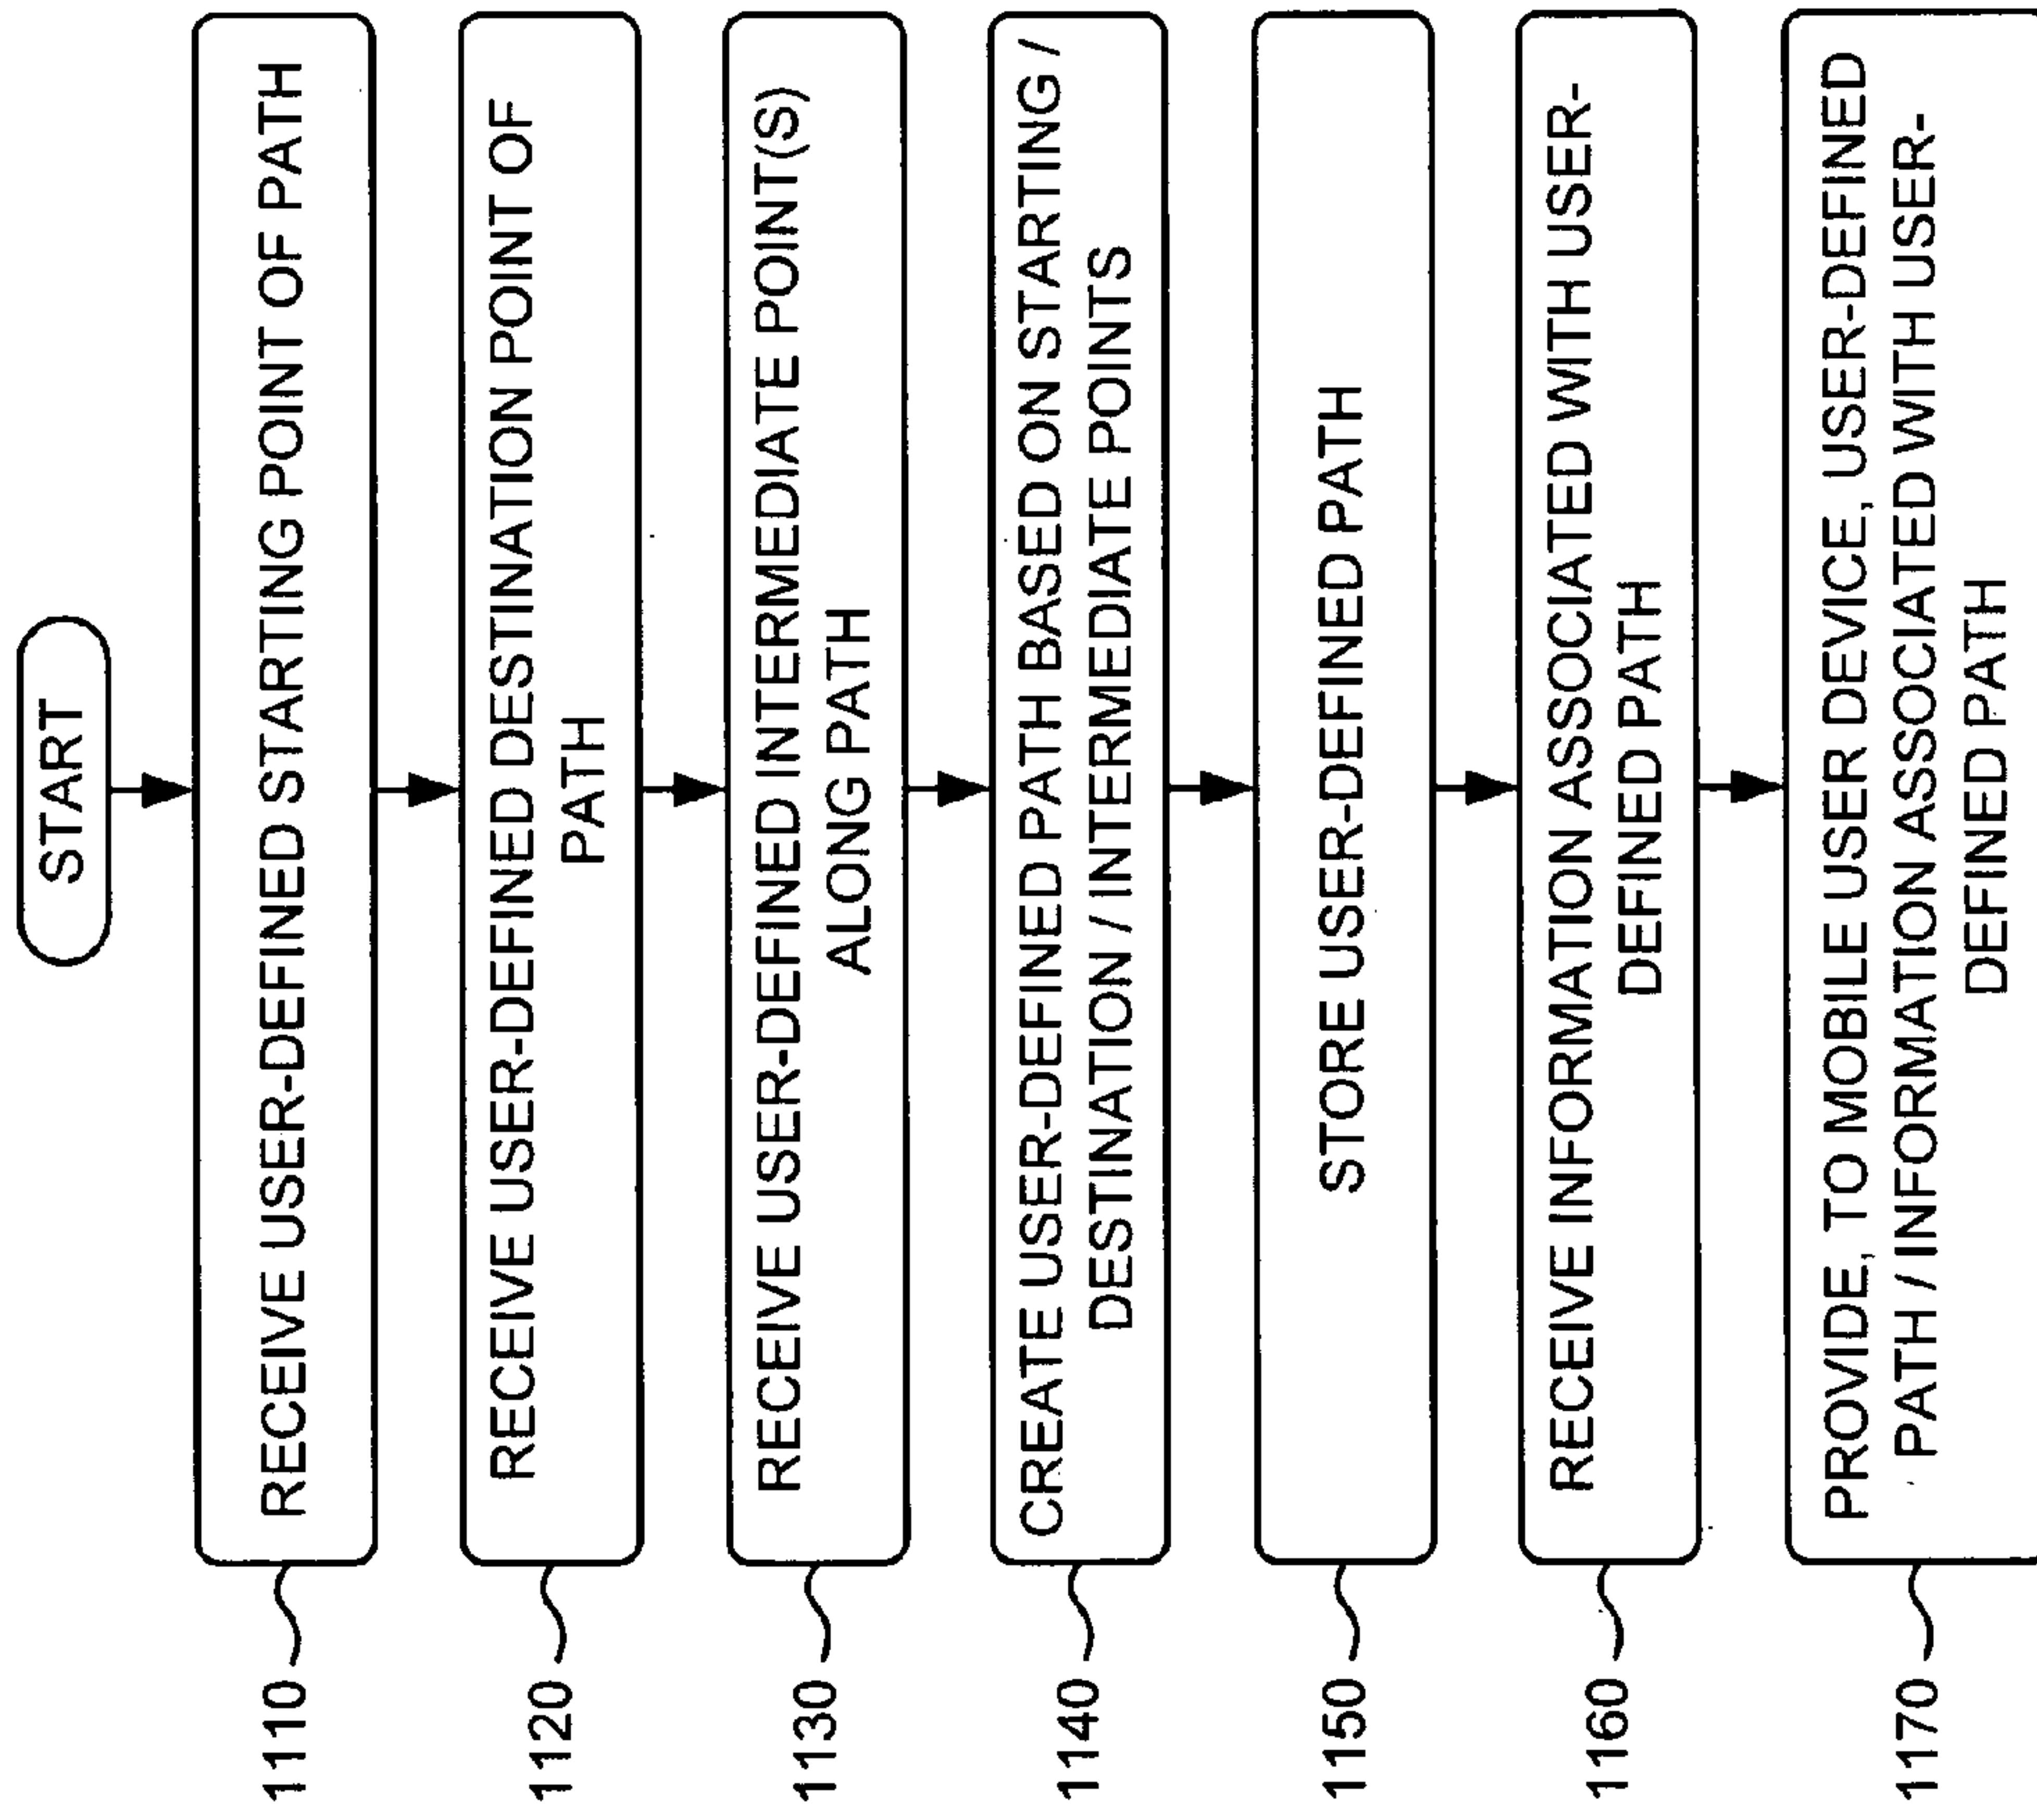 START
1110
RECEIVE USER-DEFINED STARTING POINT OF PATH
1120
RECEIVE USER-DEFINED DESTINATION POINT OF
PATH
1130
RECEIVE USER-DEFINED INTERMEDIATE POINT(S)
ALONG PATH
1140
CREATE USER-DEFINED PATH BASED ON STARTING /
DESTINATION / INTERMEDIATE POINTS
1150
STORE USER-DEFINED PATH
1160
RECEIVE INFORMATION ASSOCIATED WITH USER-
DEFINED PATH
1170
PROVIDE, TO MOBILE USER DEVICE, USER-DEFINED
PATH / INFORMATION ASSOCIATED WITH USER-
DEFINED PATH